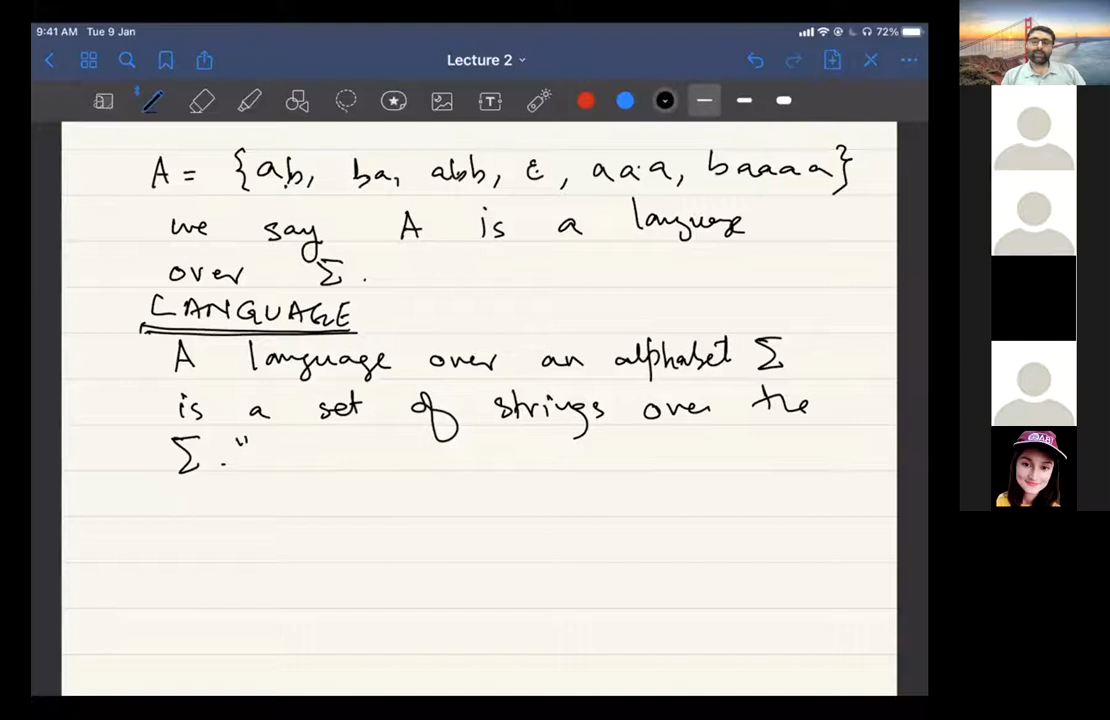 9:41 AM Tue 9 Jan
72%
Lecture 2
A = {ab, ba, abb, ε, aaa, baaaa}
we say A is a language
over Σ.
LANGUAGE
A language over an alphabet Σ
is a set of strings over the
Σ."